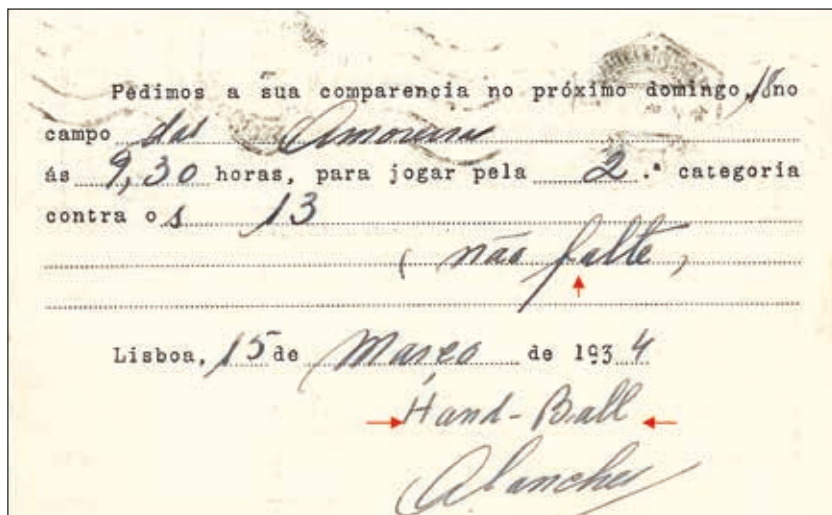 Pedimos a sua comparencia no próximo domingo, 18 no
campo das Amoreiras
ás 9,30 horas, para jogar pela 2.ª categoria
contra os 13
(não falte)
Lisboa, 15 de Março de 1934
Hand-Ball